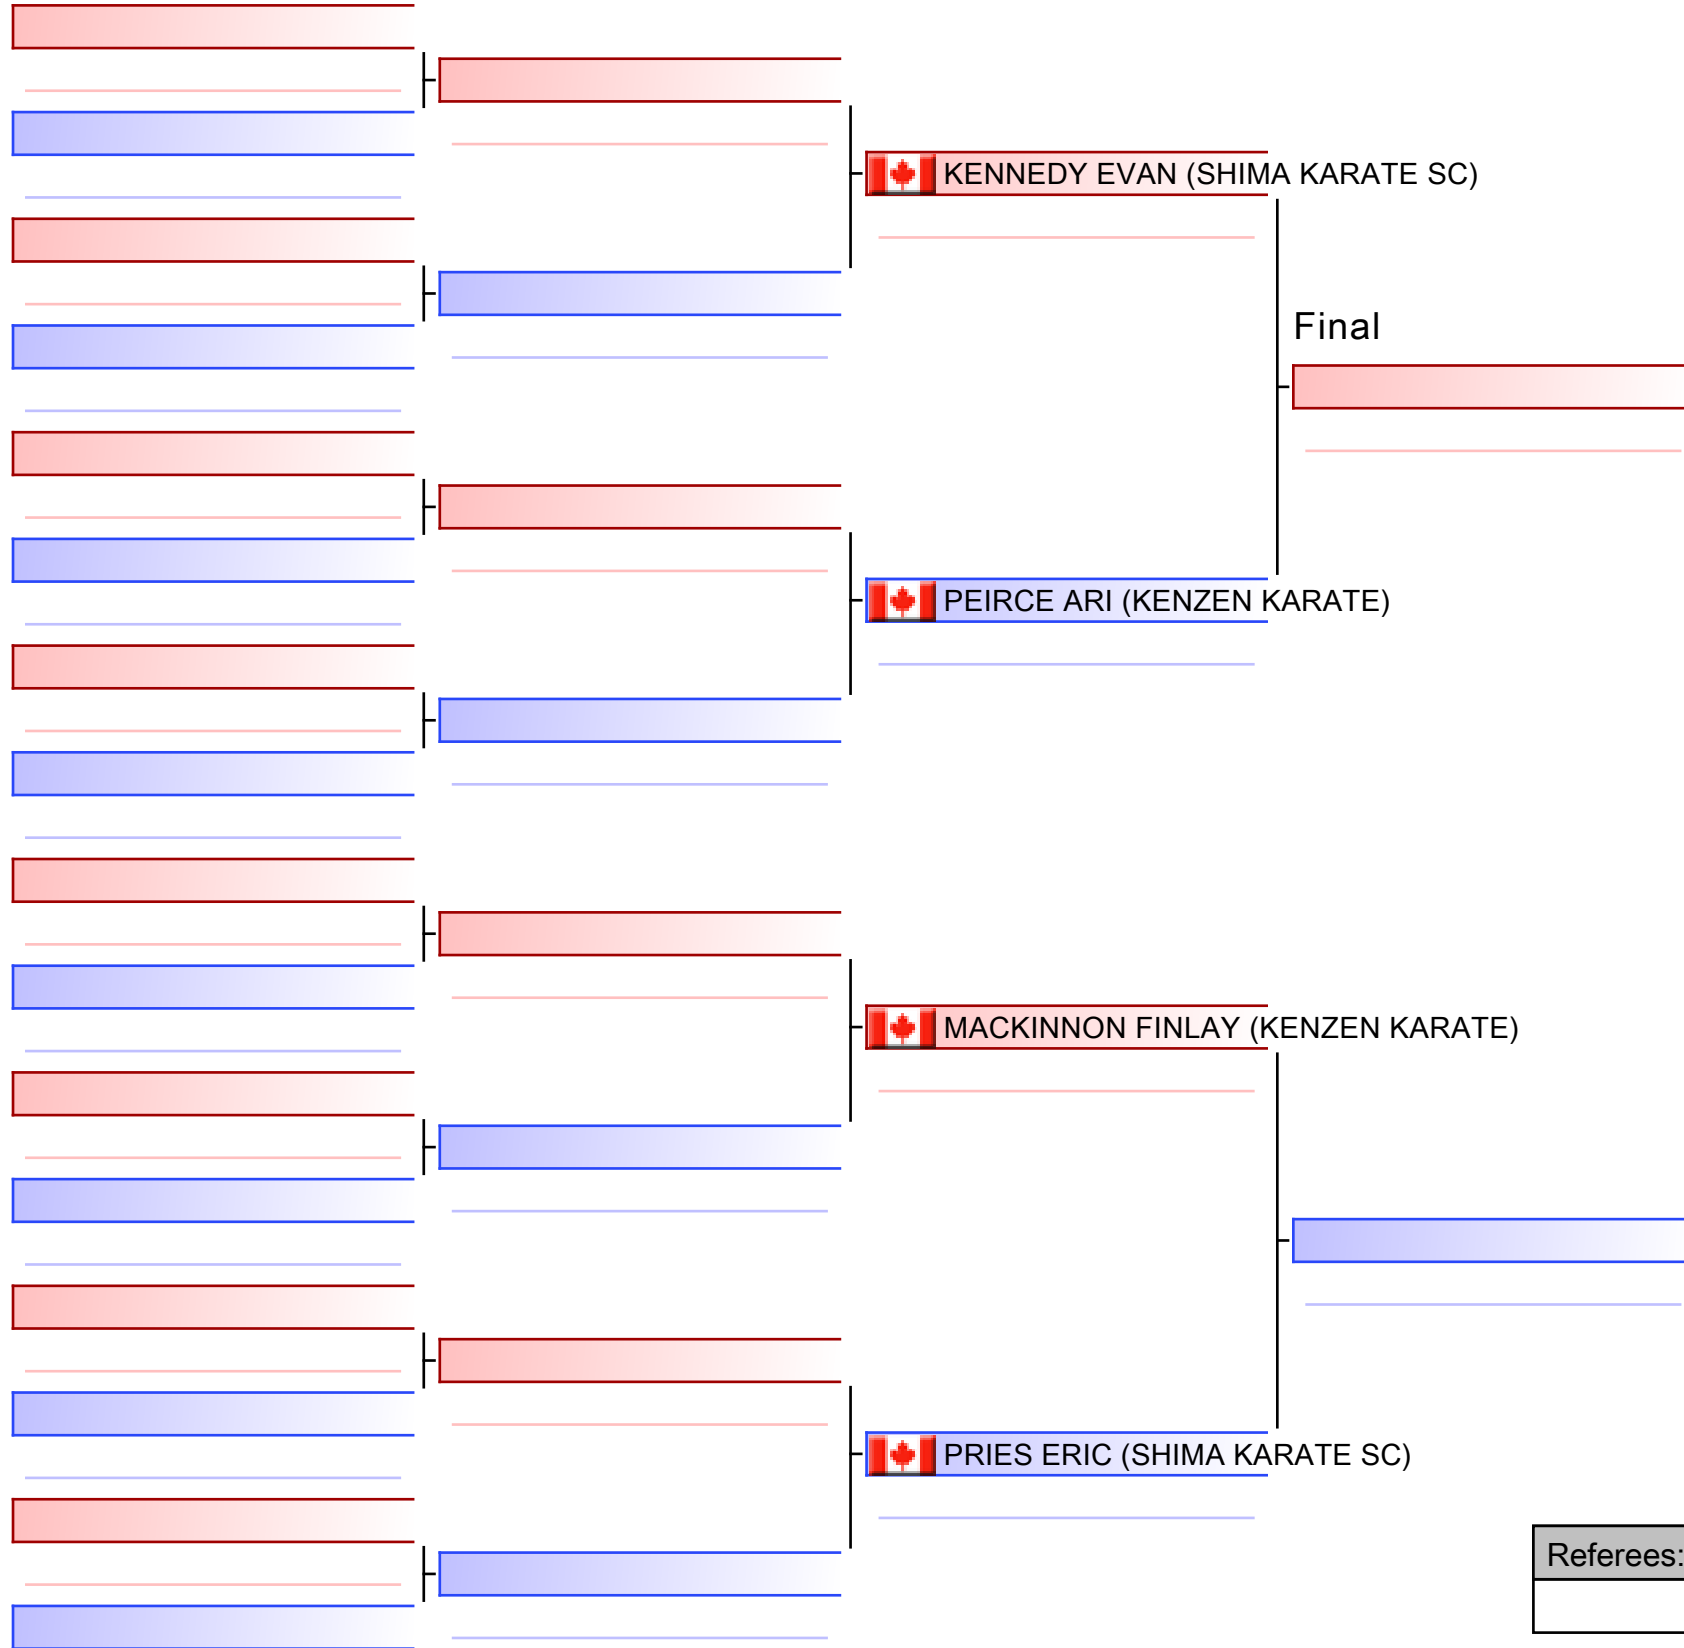 KENNEDY EVAN (SHIMA KARATE SC)
Final
PEIRCE ARI (KENZEN KARATE)
MACKINNON FINLAY (KENZEN KARATE)
PRIES ERIC (SHIMA KARATE SC)
Referees: